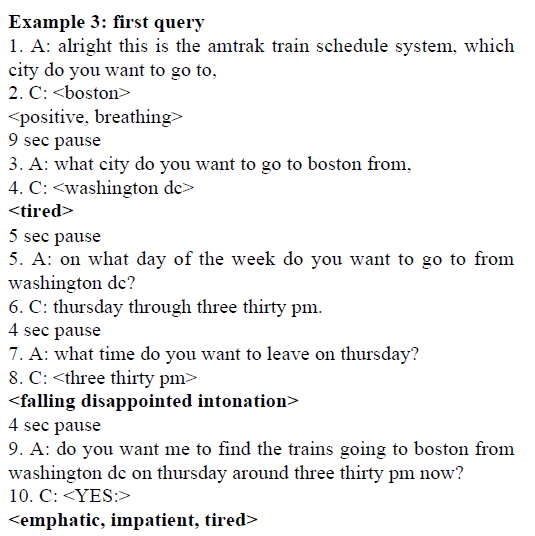 Example 3: first query
1. A: alright this is the amtrak train schedule system, which
city do you want to go to,
2. C: <boston>
<positive, breathing>
9 sec pause
3. A: what city do you want to go to boston from,
4. C: <washington dc>
<tired>
5 sec pause
5. A: on what day of the week do you want to go to from
washington dc?
6. C: thursday through three thirty pm.
4 sec pause
7. A: what time do you want to leave on thursday?
8. C: <three thirty pm>
<falling disappointed intonation>
4 sec pause
9. A: do you want me to find the trains going to boston from
washington dc on thursday around three thirty pm now?
10. C: <YES:>
<emphatic, impatient, tired>